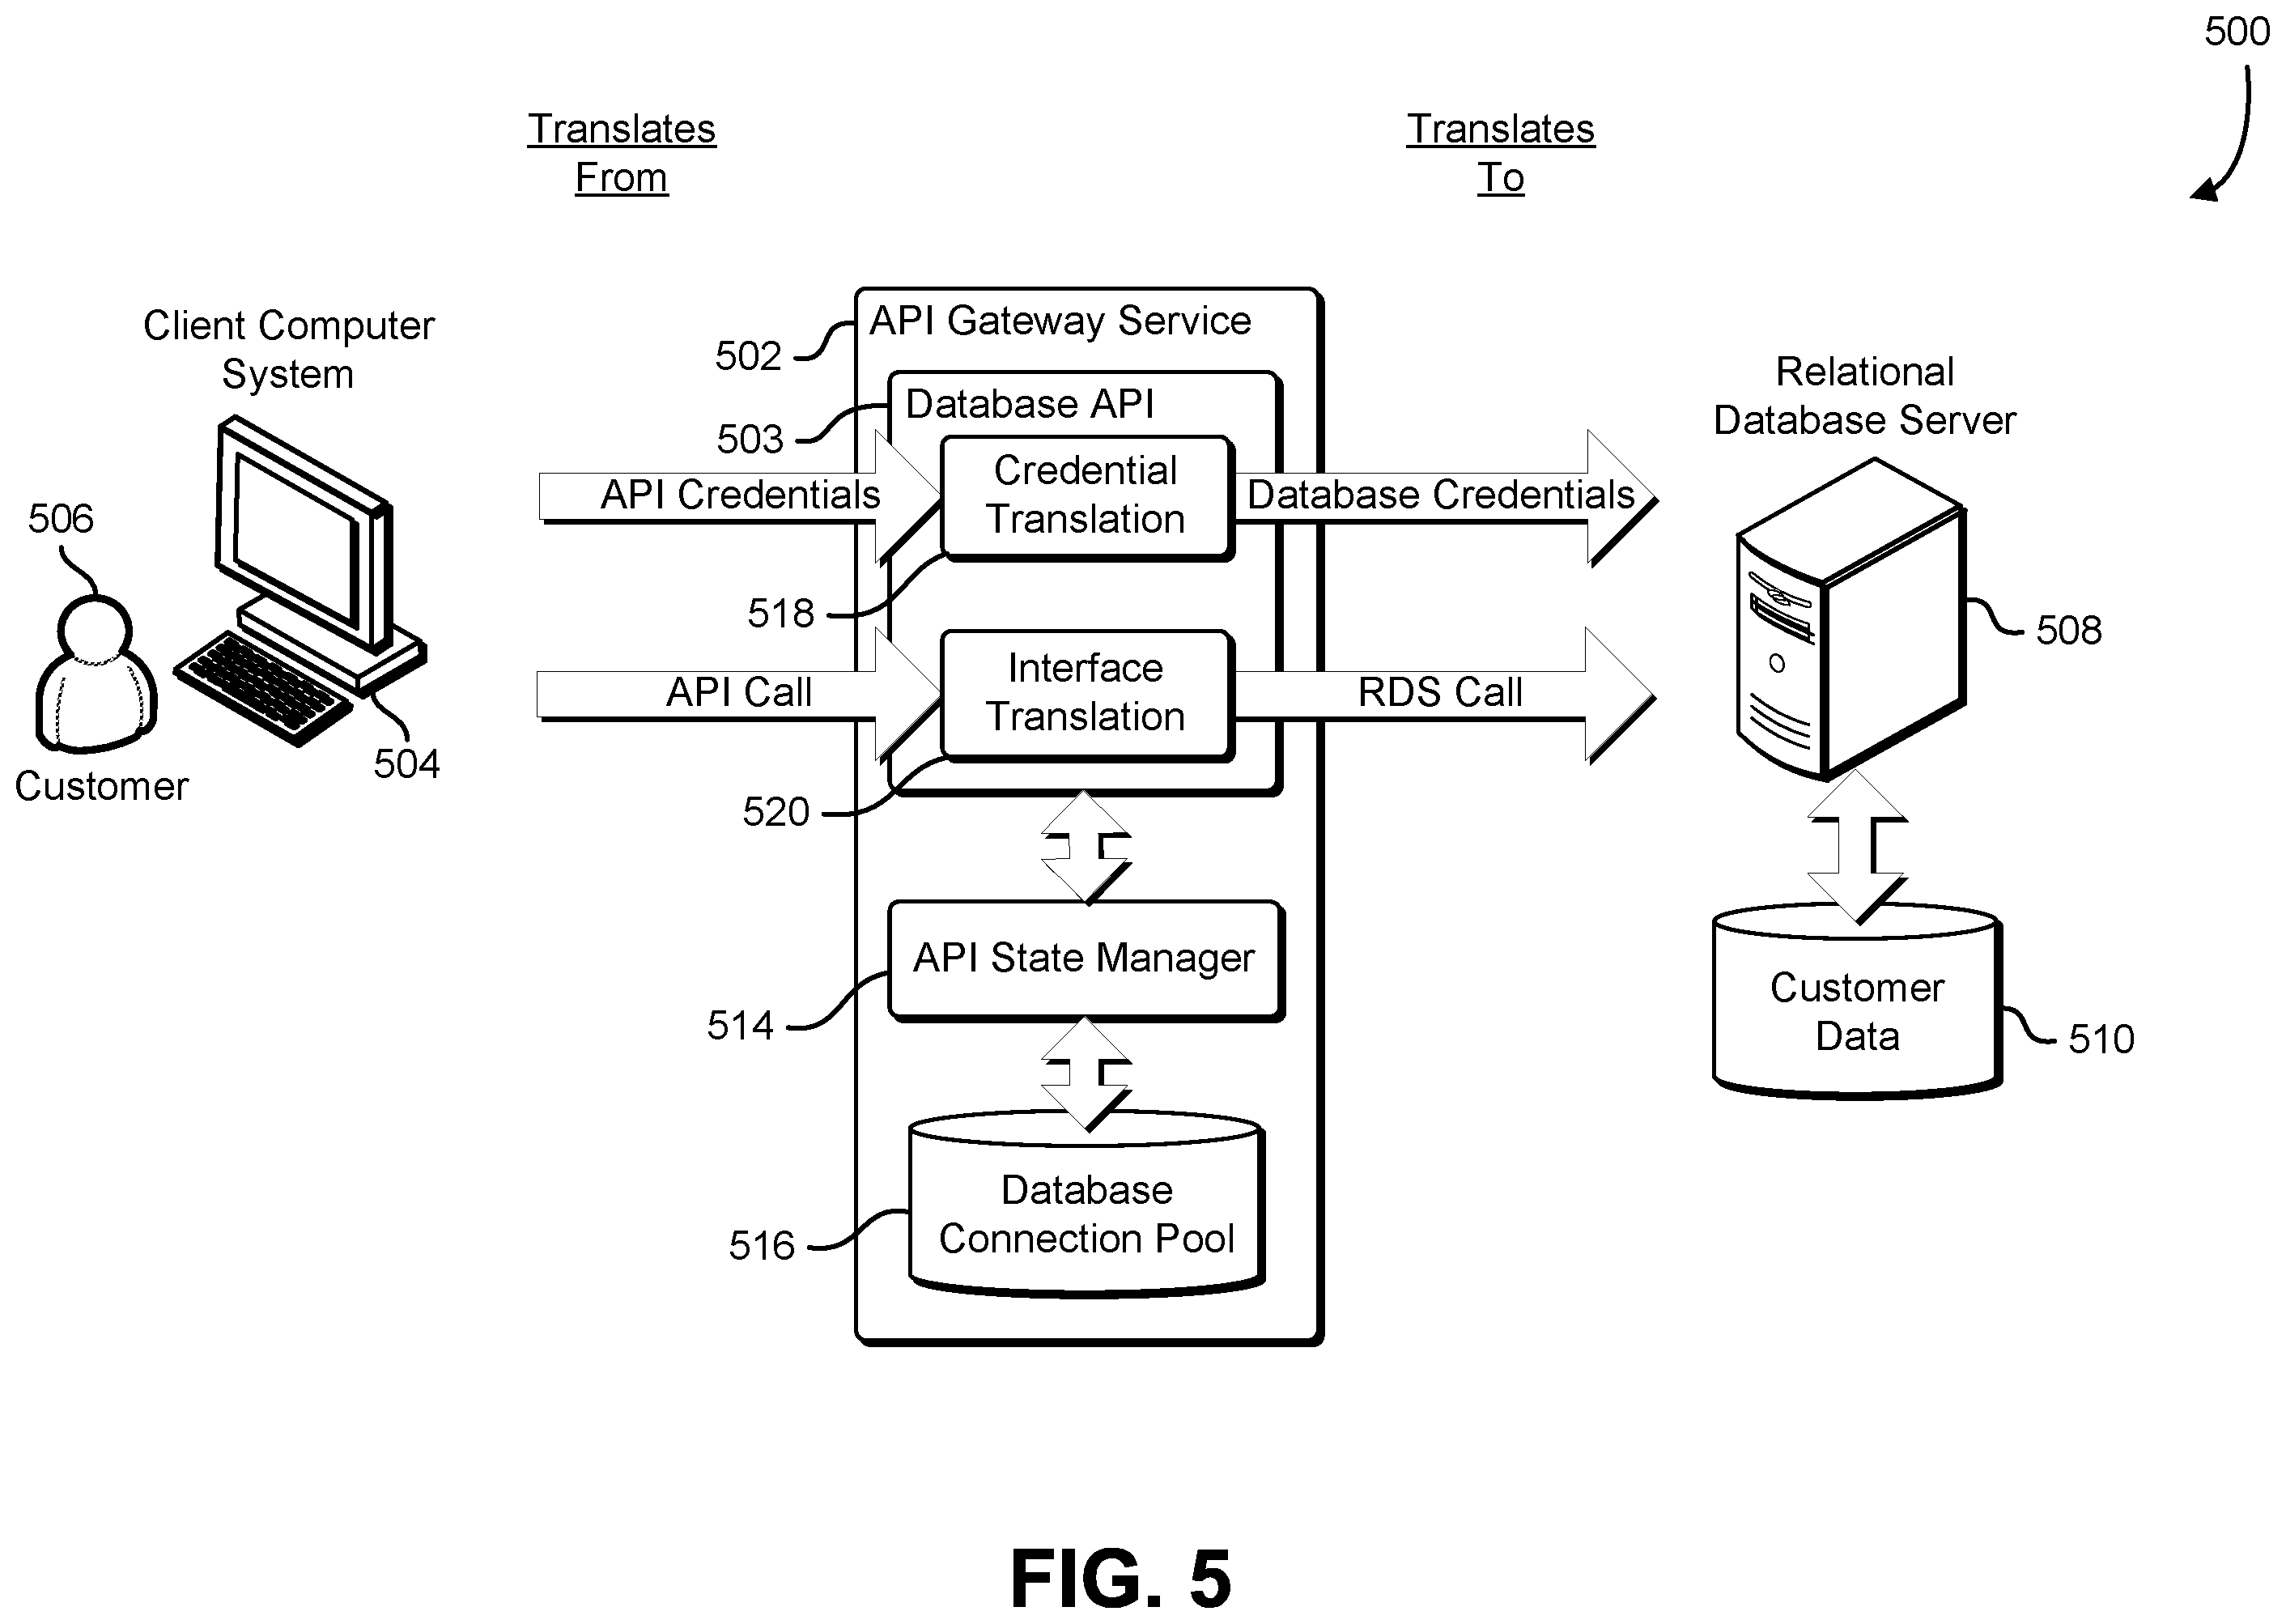 500
Translates
From
Translates
To
Client Computer
System
506
Customer
504
502
API Gateway Service
503
Database API
API Credentials
Credential
Translation
Database Credentials
518
API Call
Interface
Translation
RDS Call
520
API State Manager
514
Database
Connection Pool
516
Relational
Database Server
508
Customer
Data
510
FIG. 5